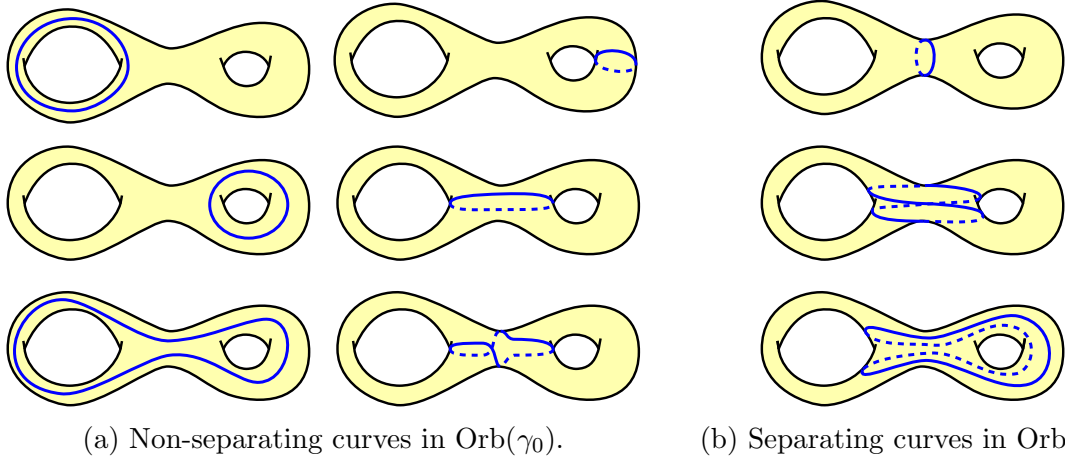 (a) Non-separating curves in Orb(γ₀).
(b) Separating curves in Orb